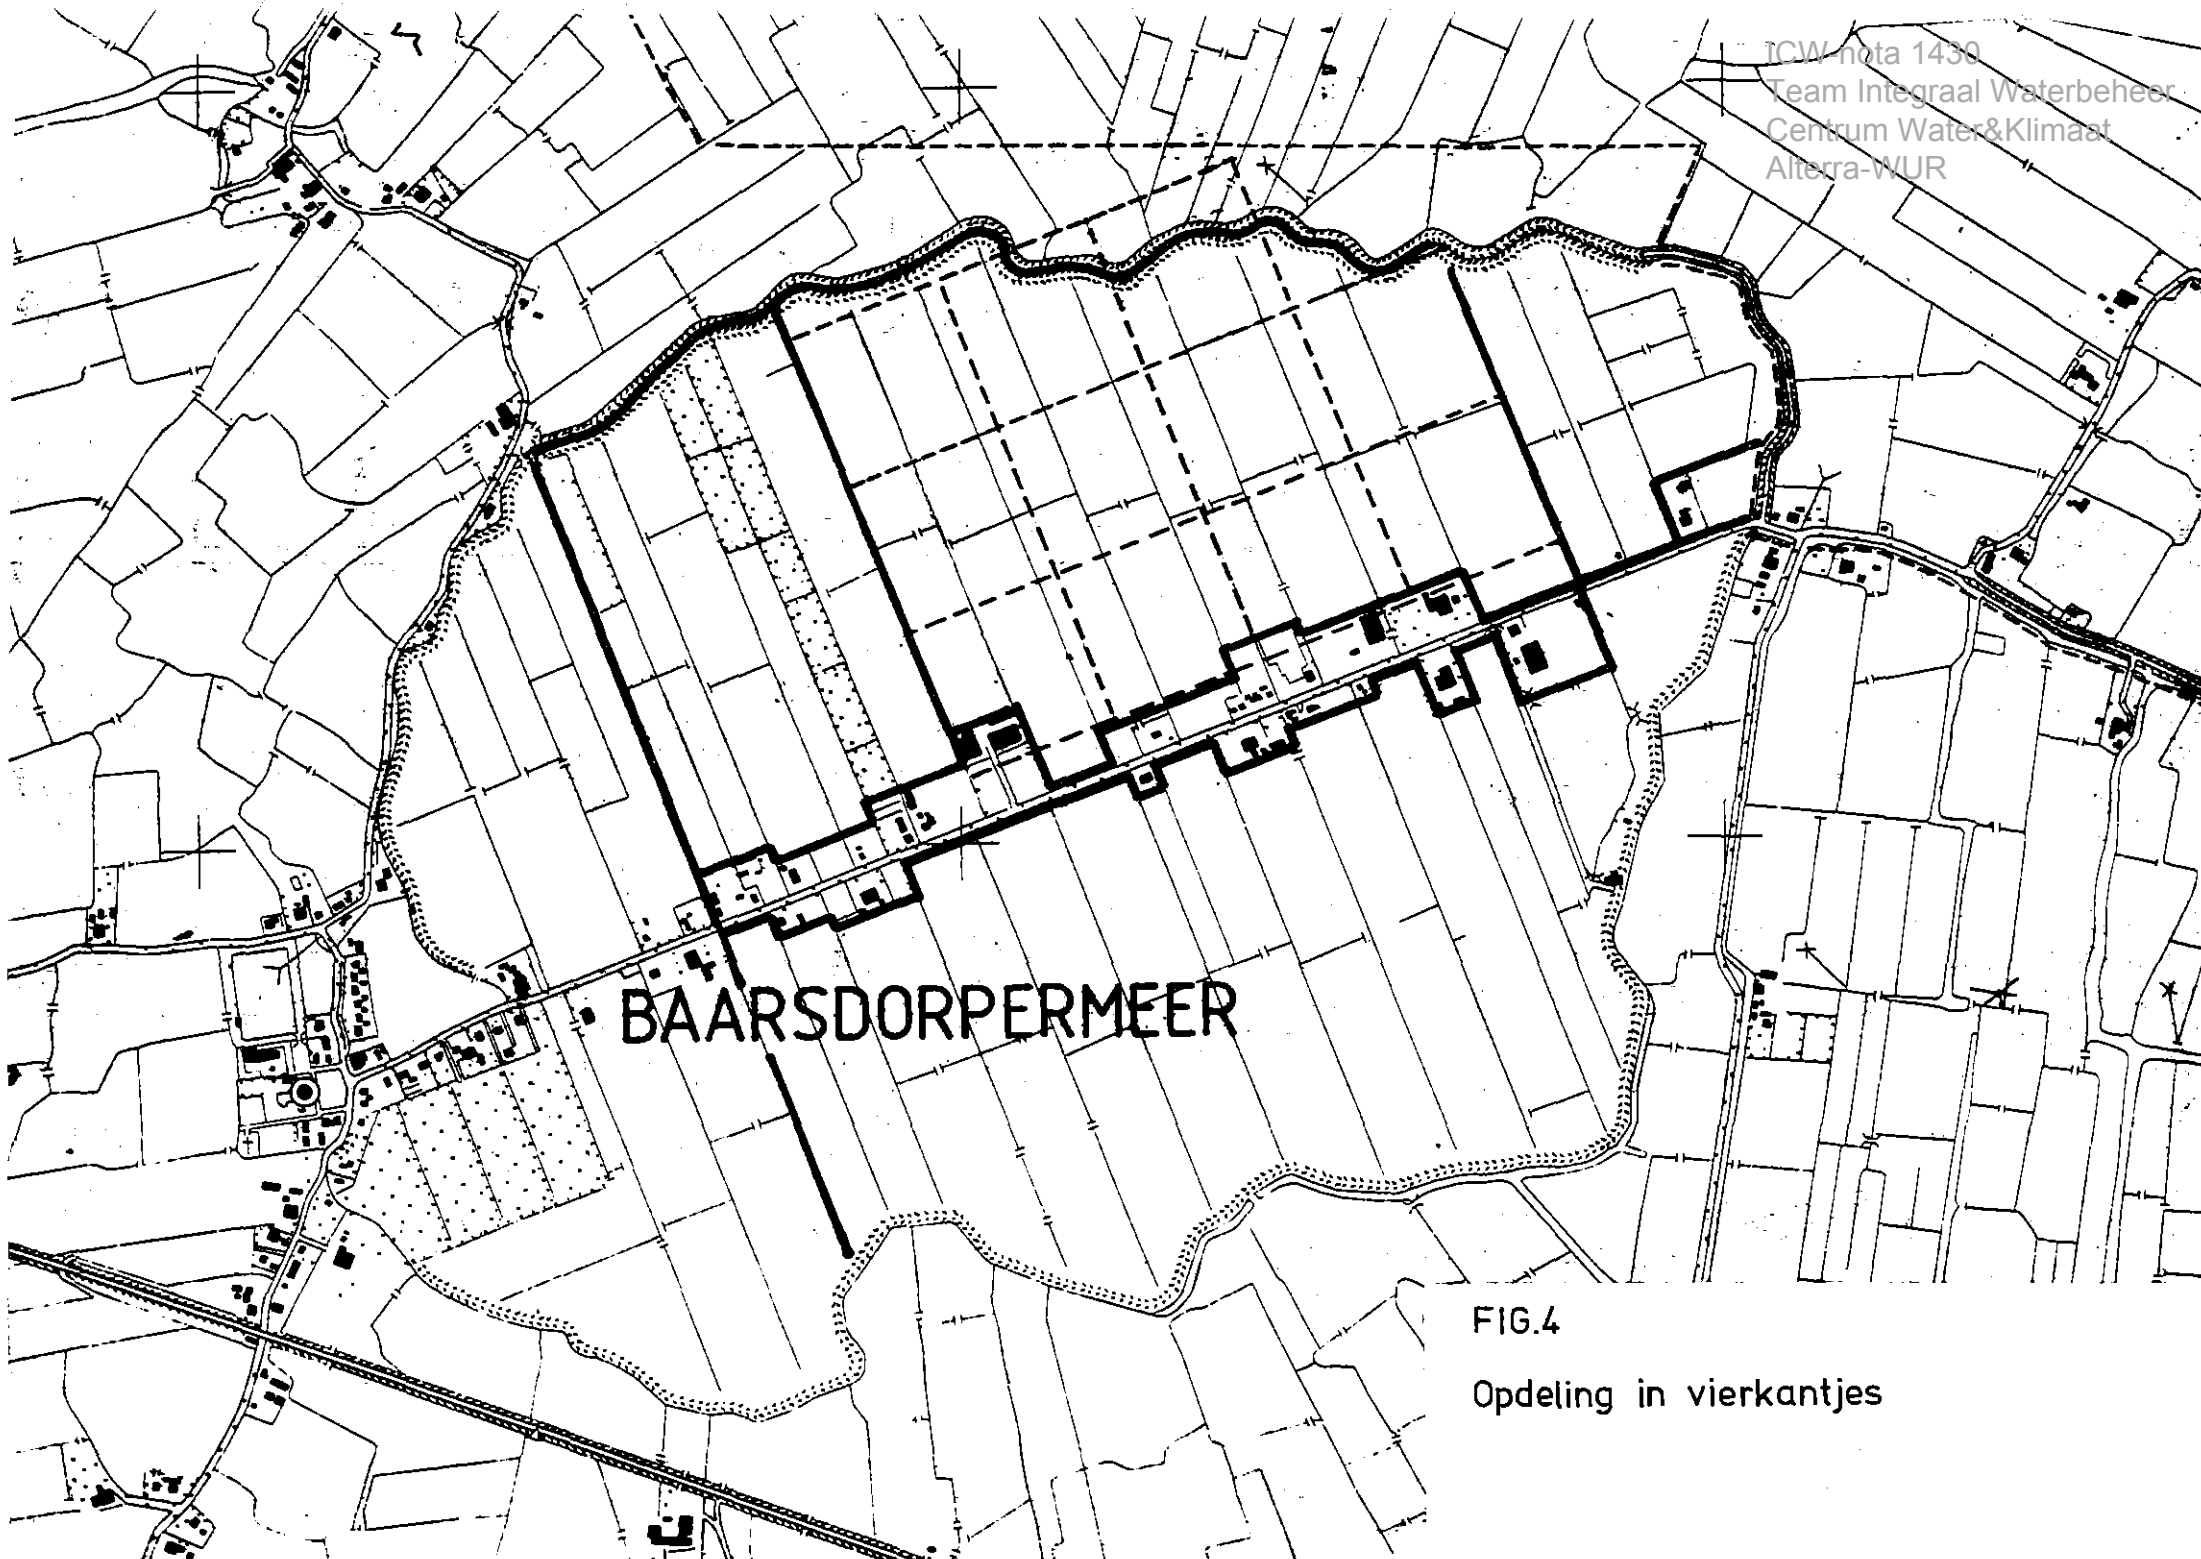 ICW-nota 1430
Team Integraal Waterbeheer
Centrum Water&Klimaat
Alterra-WUR
BAARSDORPERMEER
FIG.4
Opdeling in vierkantjes